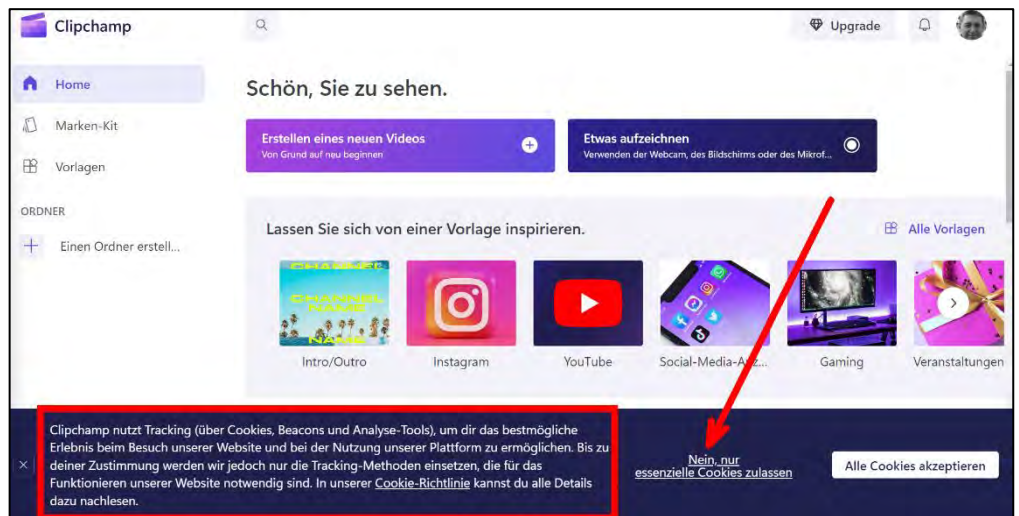 Clipchamp
Upgrade
Home
Marken-Kit
Vorlagen
ORDNER
Einen Ordner erstell...
Schön, Sie zu sehen.
Erstellen eines neuen Videos
Von Grund auf neu beginnen
Etwas aufzeichnen
Verwenden der Webcam, des Bildschirms oder des Mikrof...
Lassen Sie sich von einer Vorlage inspirieren.
Alle Vorlagen
CHANNEL
NAME
Intro/Outro
Instagram
YouTube
Gaming
Veranstaltungen
Clipchamp nutzt Tracking (über Cookies, Beacons und Analyse-Tools), um dir das bestmögliche
Erlebnis beim Besuch unserer Website und bei der Nutzung unserer Plattform zu ermöglichen. Bis zu
deiner Zustimmung werden wir jedoch nur die Tracking-Methoden einsetzen, die für das
Funktionieren unserer Website notwendig sind. In unserer Cookie-Richtlinie kannst du alle Details
dazu nachlesen.
Nein, nur
essenzielle Cookies zulassen
Alle Cookies akzeptieren